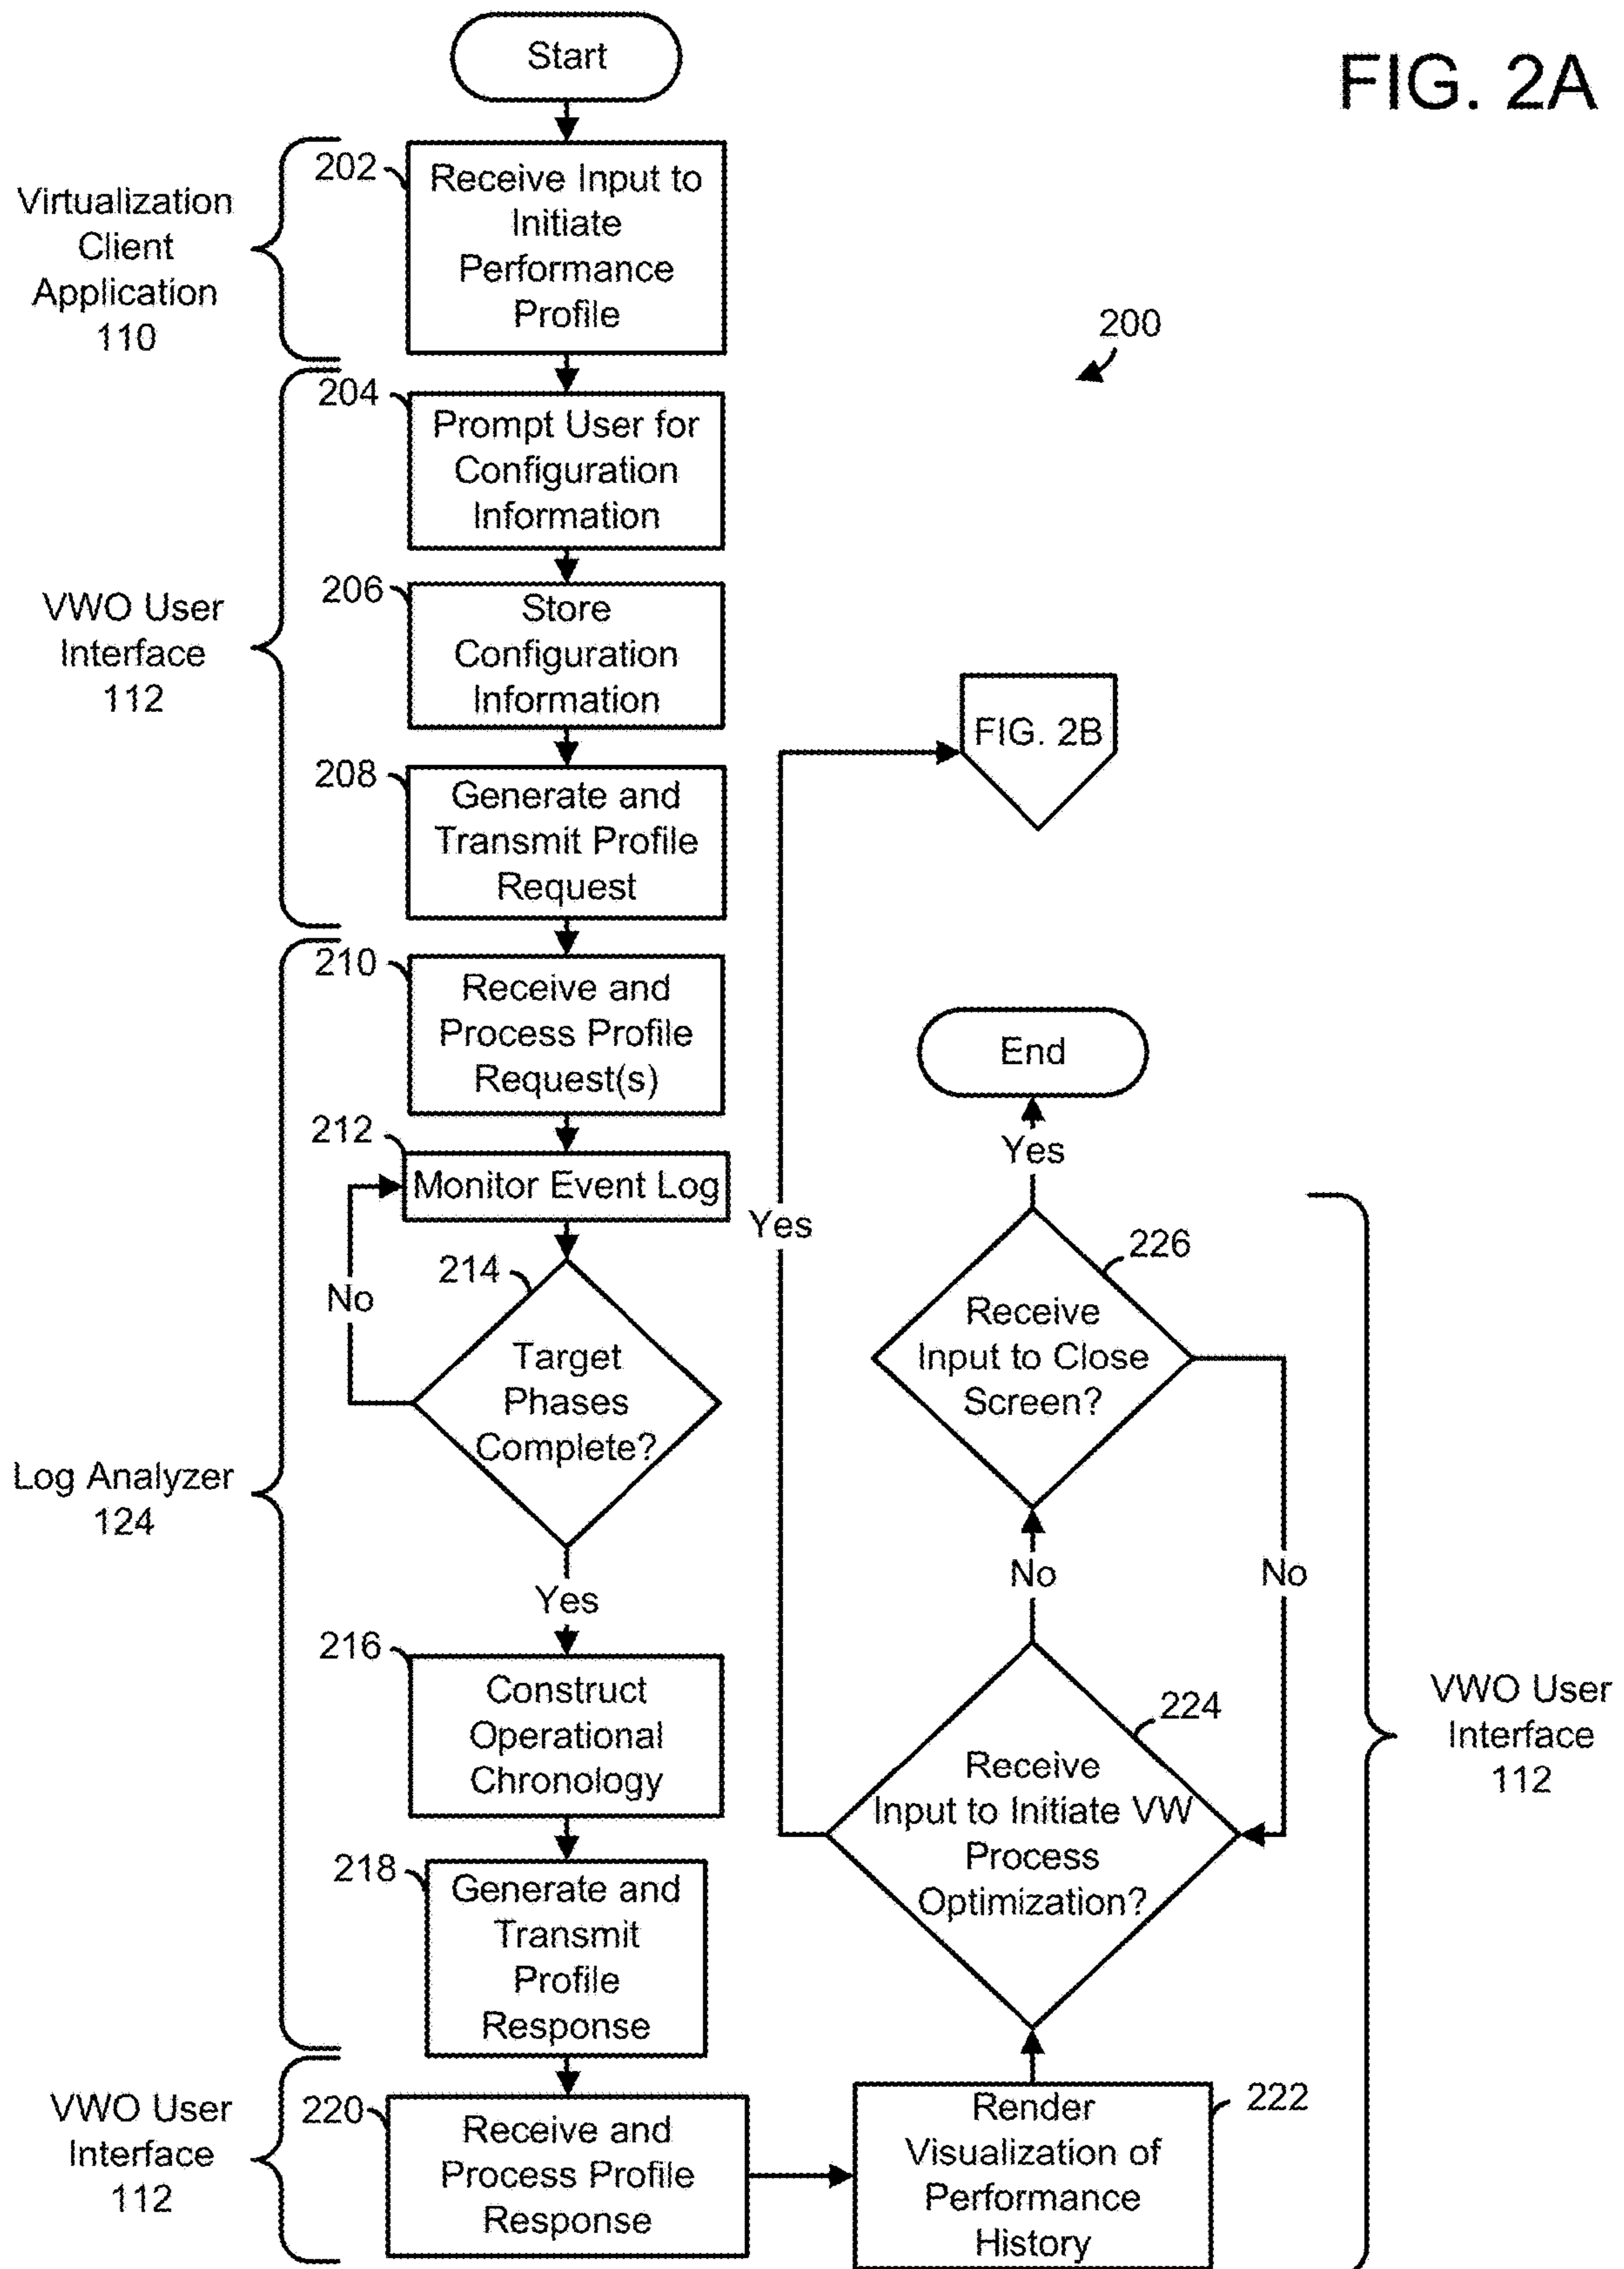 FIG. 2A
Start
Virtualization
Client
Application
110
202
Receive Input to
Initiate
Performance
Profile
200
VWO User
Interface
112
204
Prompt User for
Configuration
Information
206
Store
Configuration
Information
208
Generate and
Transmit Profile
Request
Log Analyzer
124
210
Receive and
Process Profile
Request(s)
212
Monitor Event Log
214
Target
Phases
Complete?
No
Yes
216
Construct
Operational
Chronology
218
Generate and
Transmit
Profile
Response
VWO User
Interface
112
220
Receive and
Process Profile
Response
FIG. 2B
Yes
End
Yes
226
Receive
Input to Close
Screen?
No
No
224
Receive
Input to Initiate VW
Process
Optimization?
VWO User
Interface
112
222
Render
Visualization of
Performance
History